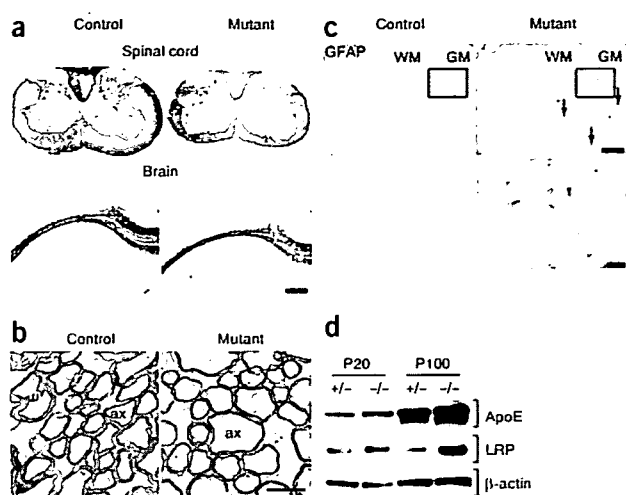 a
Control Mutant
Spinal cord
Brain
b
Control Mutant
ax ax
c
Control Mutant
GFAP WM GM WM GM
d
P20 P100
+/− −/− +/− −/−
ApoE
LRP
β-actin